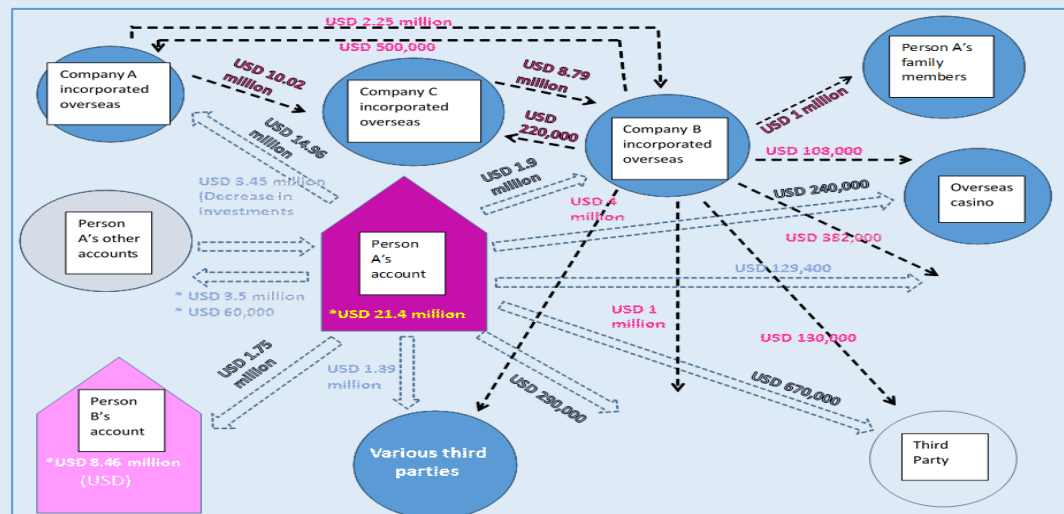 USD 2.25 million
USD 500,000
Company A
incorporated
overseas
USD 10.02
million
Company C
incorporated
overseas
USD 8.79
million
USD
220,000
Company B
incorporated
overseas
Person A's
family
members
USD 1 million
USD 108,000
USD 14.96
million
USD 3.45 million
(Decrease in
investments
USD 1.9
million
USD 4
million
USD 240,000
Overseas
casino
USD 382,000
Person
A's other
accounts
Person
A's
account
USD 129,400
* USD 3.5 million
* USD 60,000
*USD 21.4 million
USD 1
million
USD 130,000
USD 1.75
million
USD 1.39
million
USD 290,000
USD 670,000
Person
B's
account
*USD 8.46 million
(USD)
Various third
parties
Third
Party